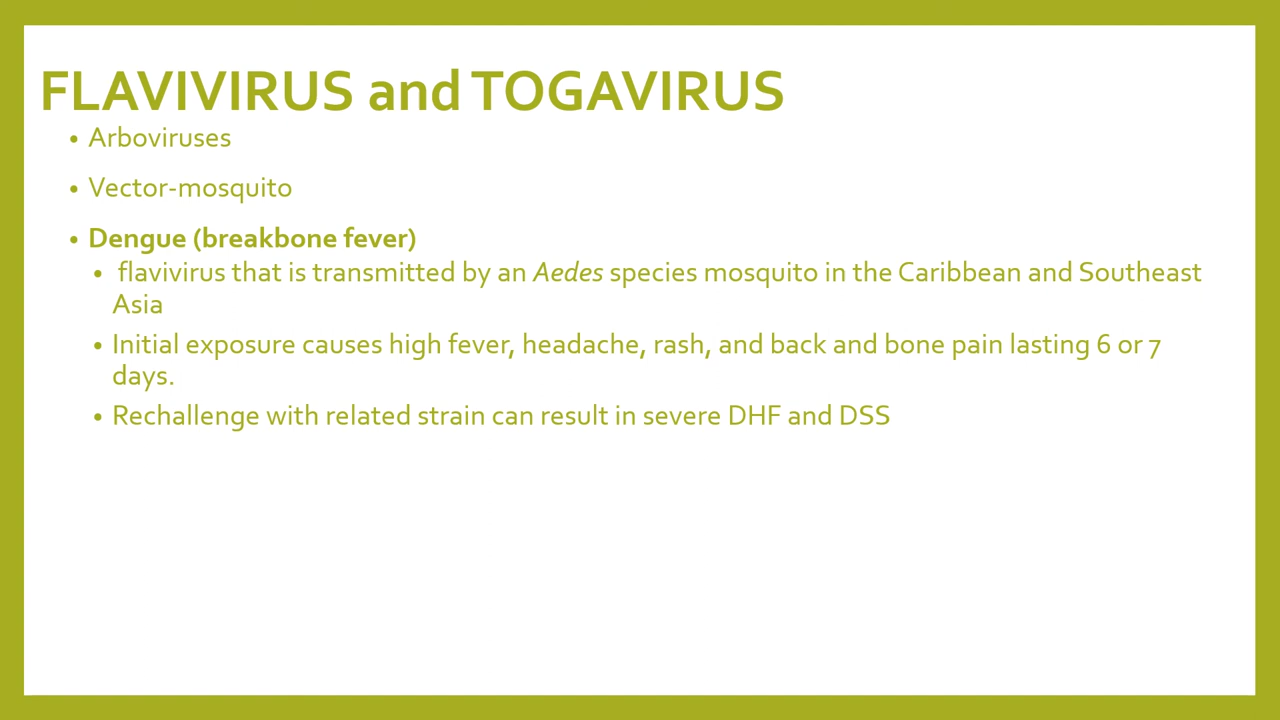 FLAVIVIRUS and TOGAVIRUS
• Arboviruses
• Vector-mosquito
• Dengue (breakbone fever)
• flavivirus that is transmitted by an Aedes species mosquito in the Caribbean and Southeast
Asia
• Initial exposure causes high fever, headache, rash, and back and bone pain lasting 6 or 7
days.
• Rechallenge with related strain can result in severe DHF and DSS